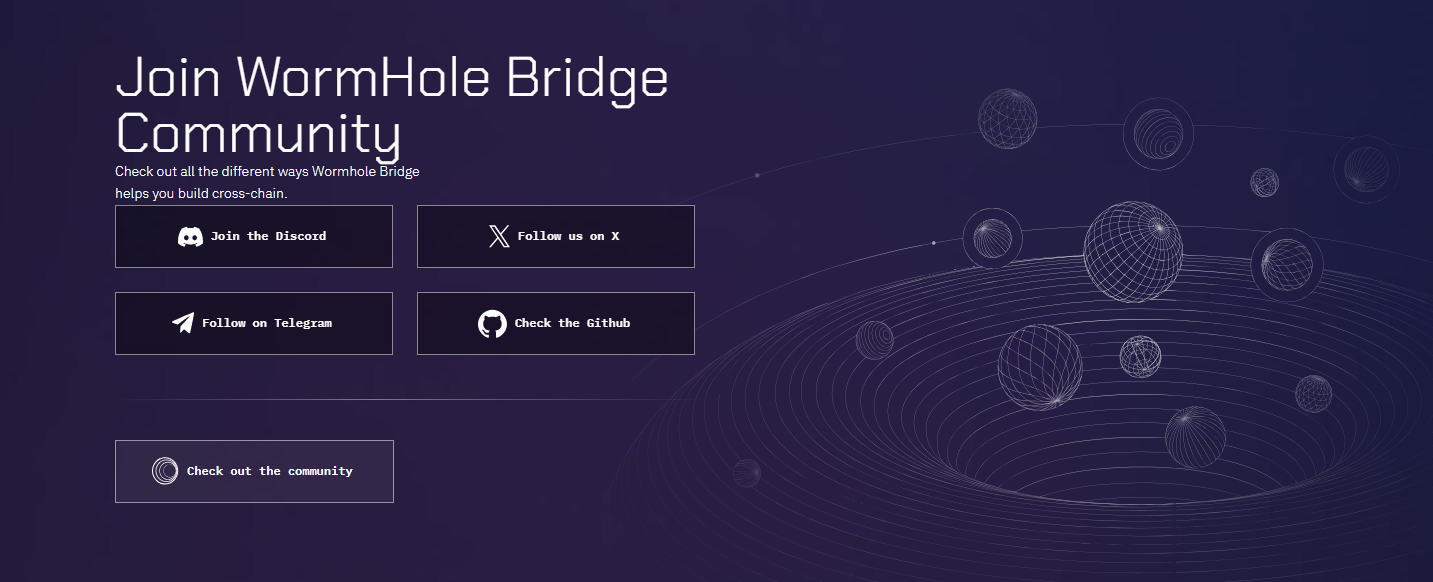 Join WormHole Bridge
Community
Check out all the different ways Wormhole Bridge
helps you build cross-chain.
Join the Discord
Follow us on X
Follow on Telegram
Check the Github
Check out the community